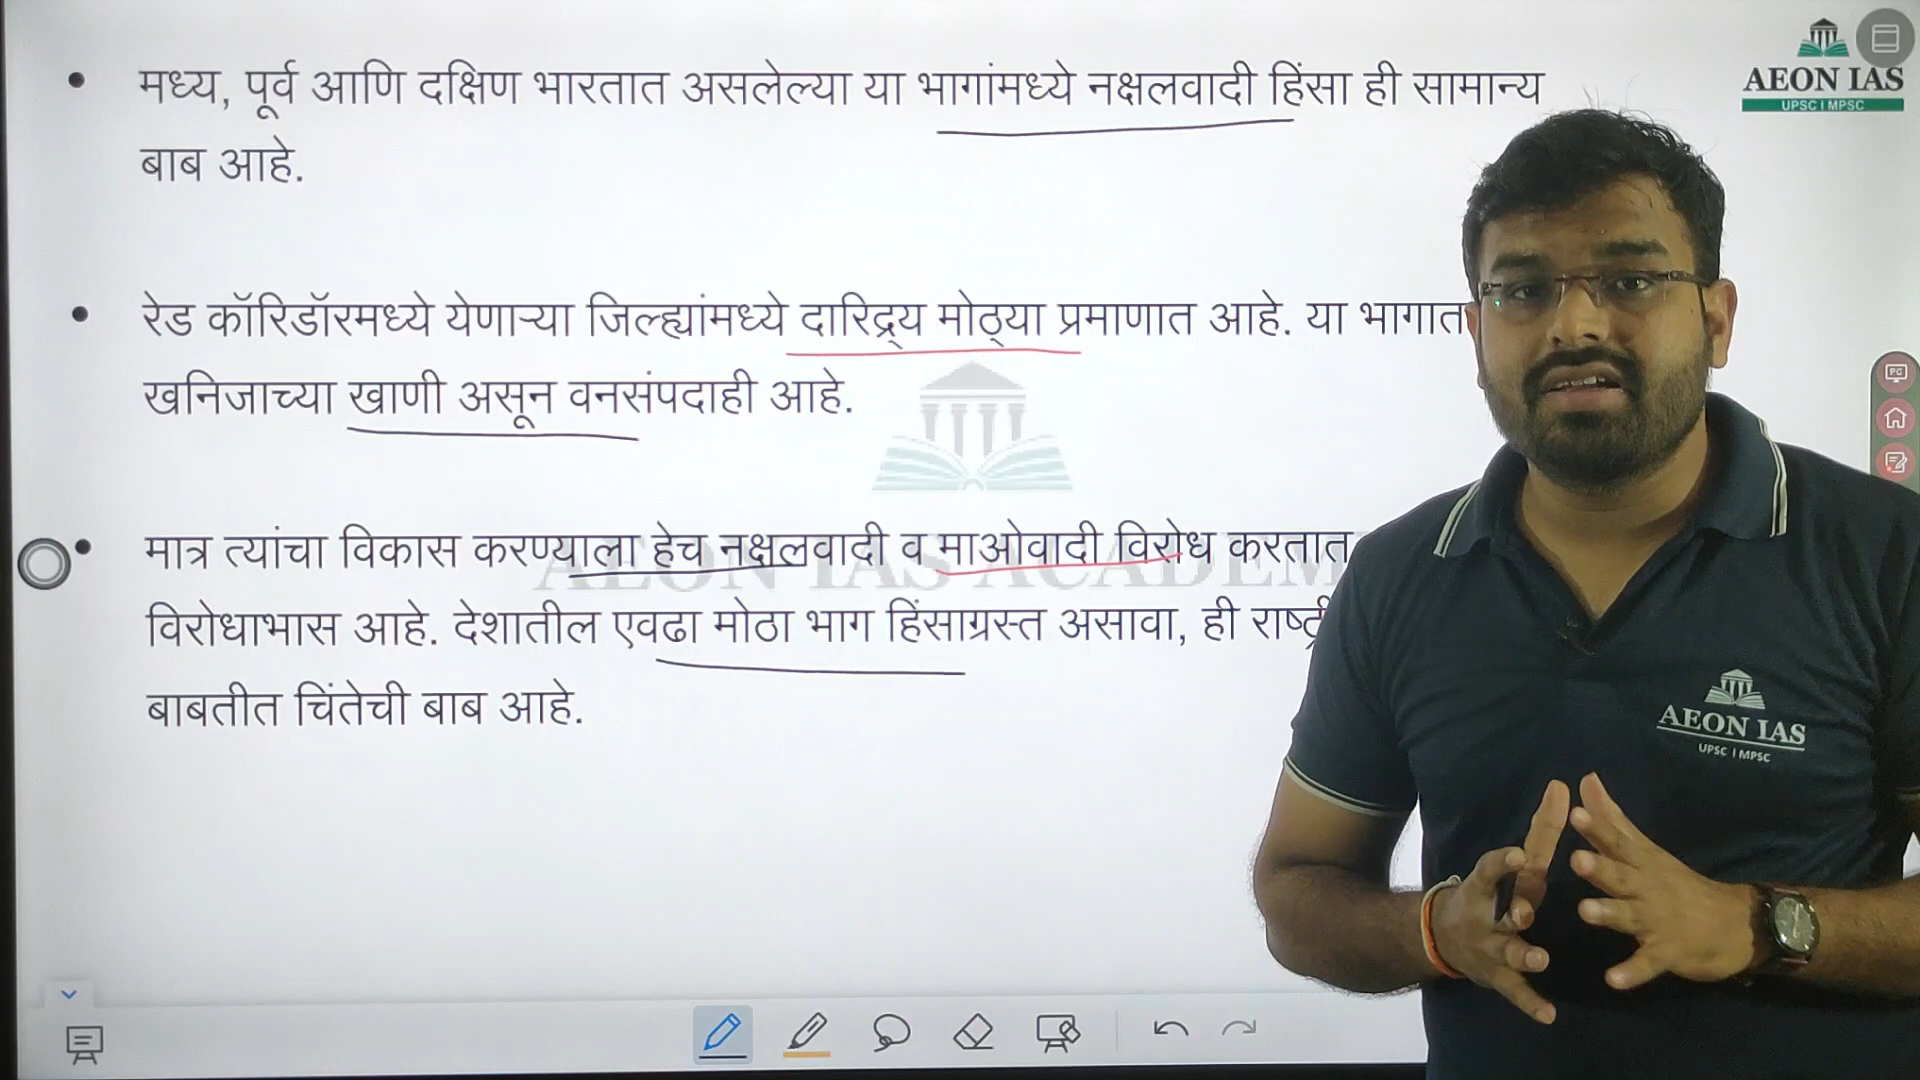 मध्य, पूर्व आणि दक्षिण भारतात असलेल्या या भागांमध्ये नक्षलवादी हिंसा ही सामान्य
बाब आहे.
रेड कॉरिडॉरमध्ये येणाऱ्या जिल्ह्यांमध्ये दारिद्र्य मोठ्या प्रमाणात आहे. या भागात
खनिजाच्या खाणी असून वनसंपदाही आहे.
मात्र त्यांचा विकास करण्याला हेच नक्षलवादी व माओवादी विरोध करतात
विरोधाभास आहे. देशातील एवढा मोठा भाग हिंसाग्रस्त असावा, ही
बाबतीत चिंतेची बाब आहे.
AEON IAS ACADEM
AEON IAS
UPSC | MPSC
PC
AEON IAS
UPSC | MPSC